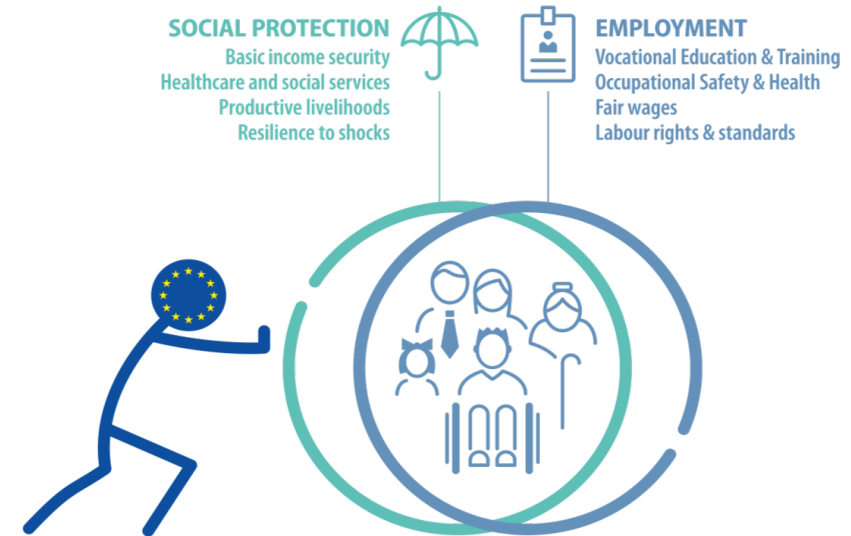 SOCIAL PROTECTION
Basic income security
Healthcare and social services
Productive livelihoods
Resilience to shocks
EMPLOYMENT
Vocational Education & Training
Occupational Safety & Health
Fair wages
Labour rights & standards